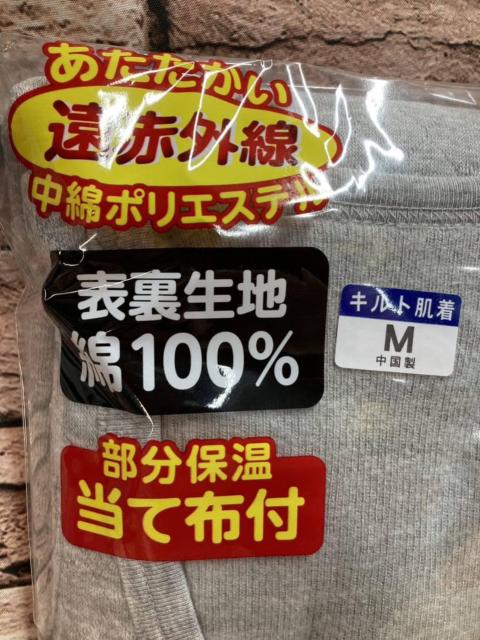 あたたかい
遠赤外線
中綿ポリエステル
表裏生地
綿100%
キルト肌着
M
中国製
部分保温
当て布付